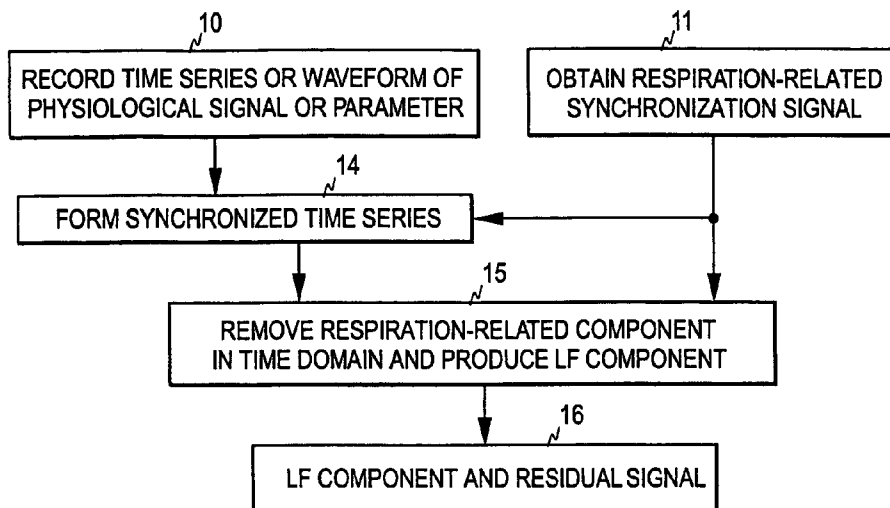 10
RECORD TIME SERIES OR WAVEFORM OF
PHYSIOLOGICAL SIGNAL OR PARAMETER
11
OBTAIN RESPIRATION-RELATED
SYNCHRONIZATION SIGNAL
14
FORM SYNCHRONIZED TIME SERIES
15
REMOVE RESPIRATION-RELATED COMPONENT
IN TIME DOMAIN AND PRODUCE LF COMPONENT
16
LF COMPONENT AND RESIDUAL SIGNAL